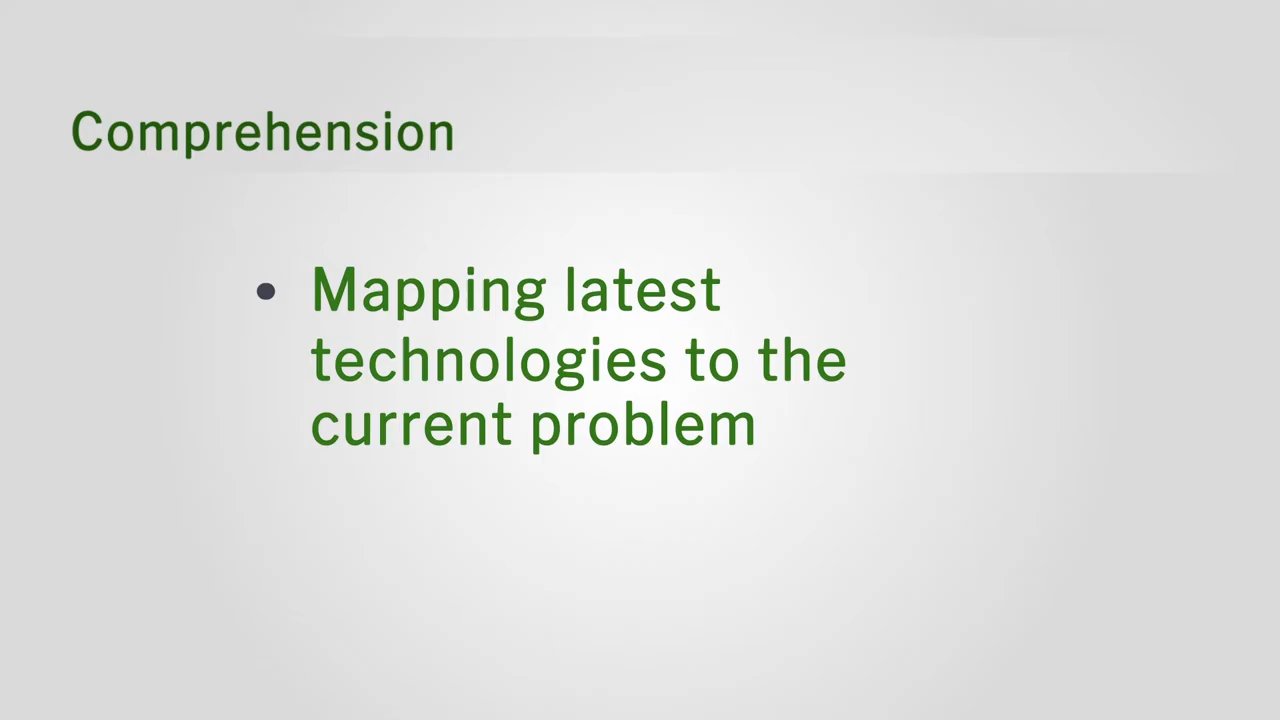 Comprehension
• Mapping latest
technologies to the
current problem